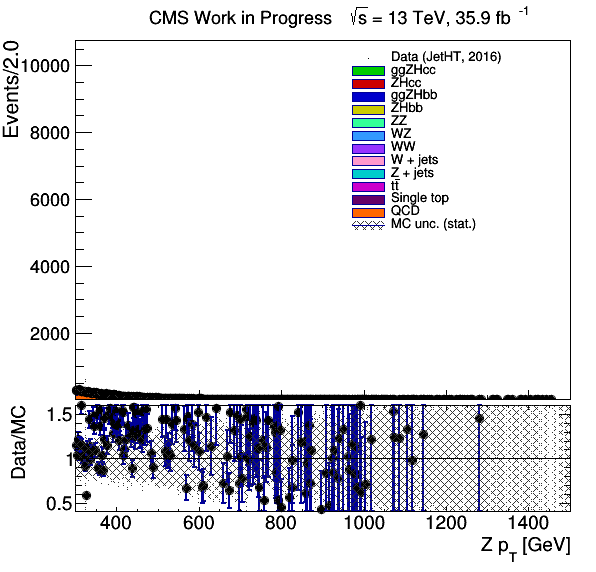 CMS Work in Progress √s = 13 TeV, 35.9 fb -1
Events/2.0
10000
8000
6000
4000
2000
Data (JetHT, 2016)
ggZHcc
ZHcc
ggZHbb
ZHbb
ZZ
WZ
WW
W + jets
Z + jets
tt̄
Single top
QCD
MC unc. (stat.)
Data/MC
1.5
1
0.5
400 600 800 1000 1200 1400
Z pT [GeV]